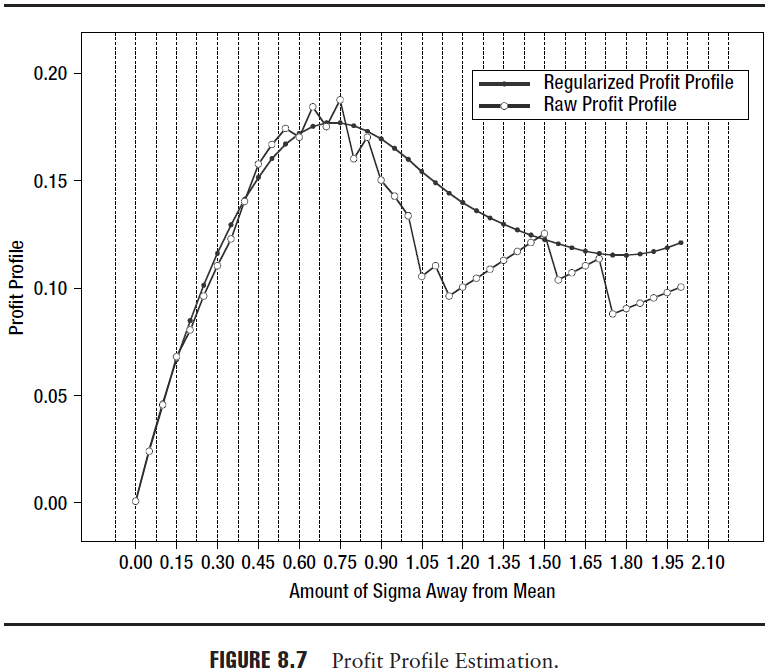 0.20
0.15
0.10
0.05
0.00
Profit Profile
Regularized Profit Profile
Raw Profit Profile
0.00 0.15 0.30 0.45 0.60 0.75 0.90 1.05 1.20 1.35 1.50 1.65 1.80 1.95 2.10
Amount of Sigma Away from Mean
FIGURE 8.7 Profit Profile Estimation.